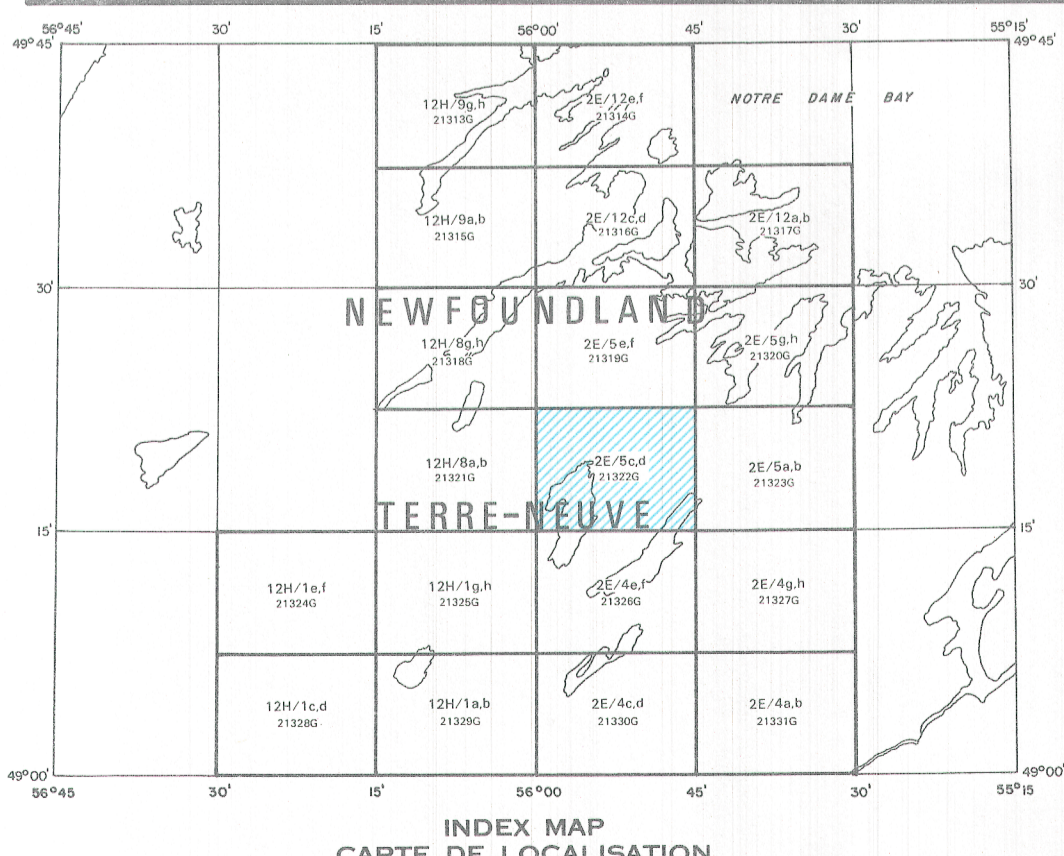 56°45' 30' 15' 56°00' 45' 30' 55°15'
49°45' 49°45'
12H/9g,h 2E/12e,f NOTRE DAME BAY
21313G 21314G
12H/9a,b 2E/12c,d 2E/12a,b
21315G 21316G 21317G
30' 30'
NEWFOUNDLAND
12H/8g,h 2E/5e,f 2E/5g,h
21318G 21319G 21320G
12H/8a,b 2E/5c,d 2E/5a,b
21321G 21322G 21323G
TERRE-NEUVE
15' 15'
12H/1e,f 12H/1g,h 2E/4e,f 2E/4g,h
21324G 21325G 21326G 21327G
12H/1c,d 12H/1a,b 2E/4c,d 2E/4a,b
21328G 21329G 21330G 21331G
49°00' 49°00'
56°45' 30' 15' 56°00' 45' 30' 55°15'
INDEX MAP
CARTE DE LOCALISATION